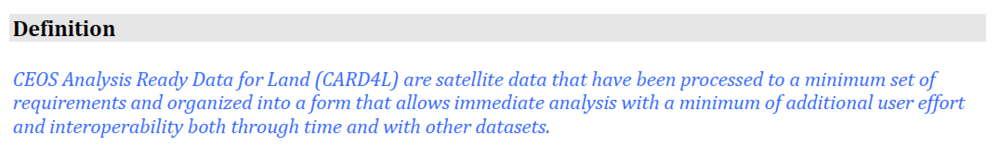 Definition
CEOS Analysis Ready Data for Land (CARD4L) are satellite data that have been processed to a minimum set of
requirements and organized into a form that allows immediate analysis with a minimum of additional user effort
and interoperability both through time and with other datasets.